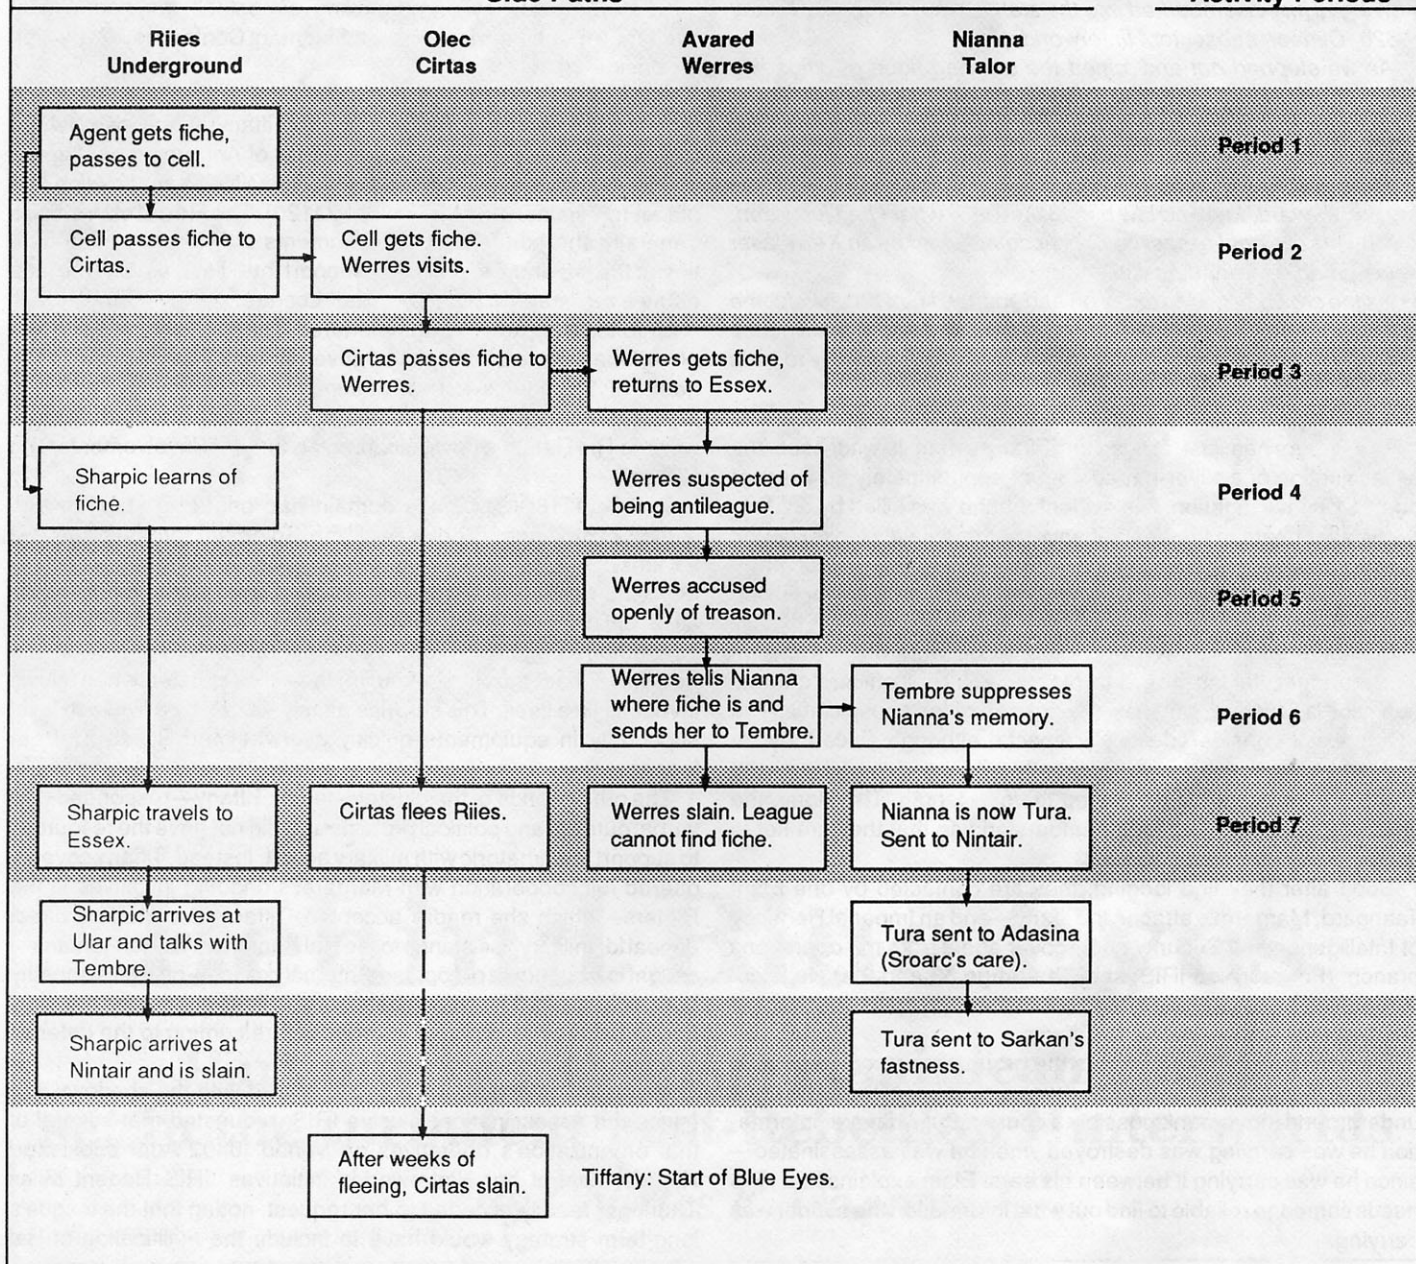 Riies
Underground
Olec
Cirtas
Avared
Werres
Nianna
Talor
Agent gets fiche,
passes to cell.
Period 1
Cell passes fiche to
Cirtas.
Cell gets fiche.
Werres visits.
Period 2
Cirtas passes fiche to
Werres.
Werres gets fiche,
returns to Essex.
Period 3
Sharpic learns of
fiche.
Werres suspected of
being antileague.
Period 4
Werres accused
openly of treason.
Period 5
Werres tells Nianna
where fiche is and
sends her to Tembre.
Tembre suppresses
Nianna's memory.
Period 6
Sharpic travels to
Essex.
Cirtas flees Riies.
Werres slain. League
cannot find fiche.
Nianna is now Tura.
Sent to Nintair.
Period 7
Sharpic arrives at
Ular and talks with
Tembre.
Tura sent to Adasina
(Sroarc's care).
Sharpic arrives at
Nintair and is slain.
Tura sent to Sarkan's
fastness.
After weeks of
fleeing, Cirtas slain.
Tiffany: Start of Blue Eyes.